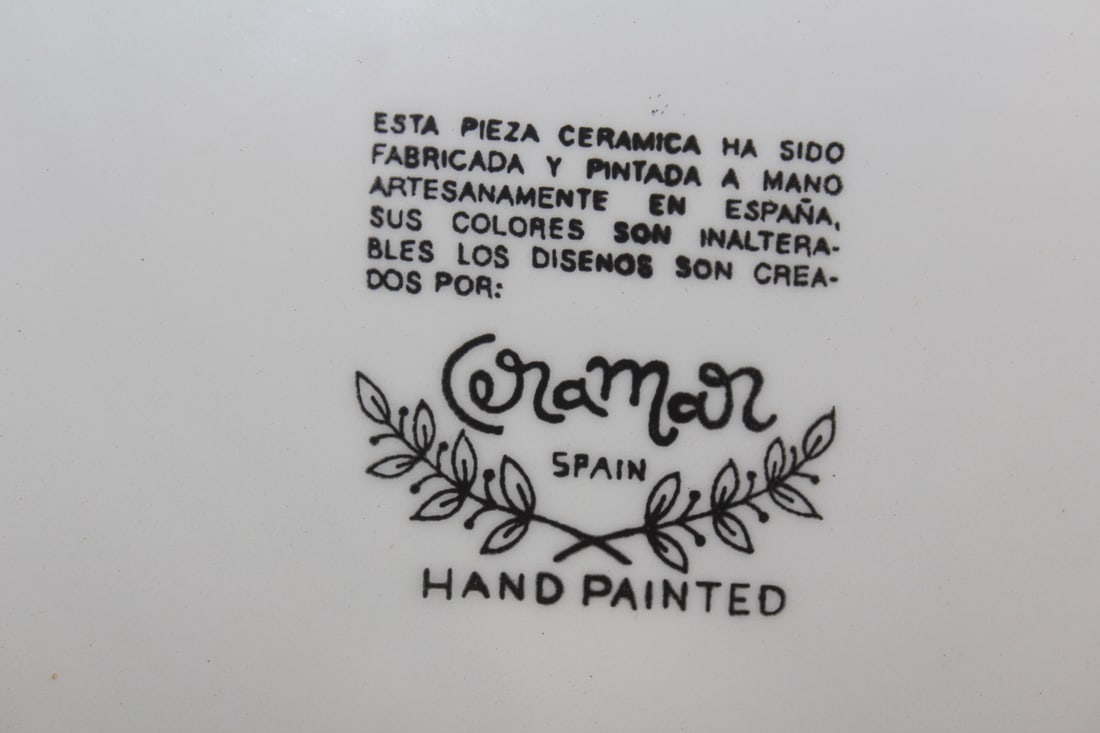 ESTA PIEZA CERAMICA HA SIDO
FABRICADA Y PINTADA A MANO
ARTESANAMENTE EN ESPAÑA,
SUS COLORES SON INALTERA-
BLES LOS DISENOS SON CREA-
DOS POR:
Ceramar
SPAIN
HAND PAINTED